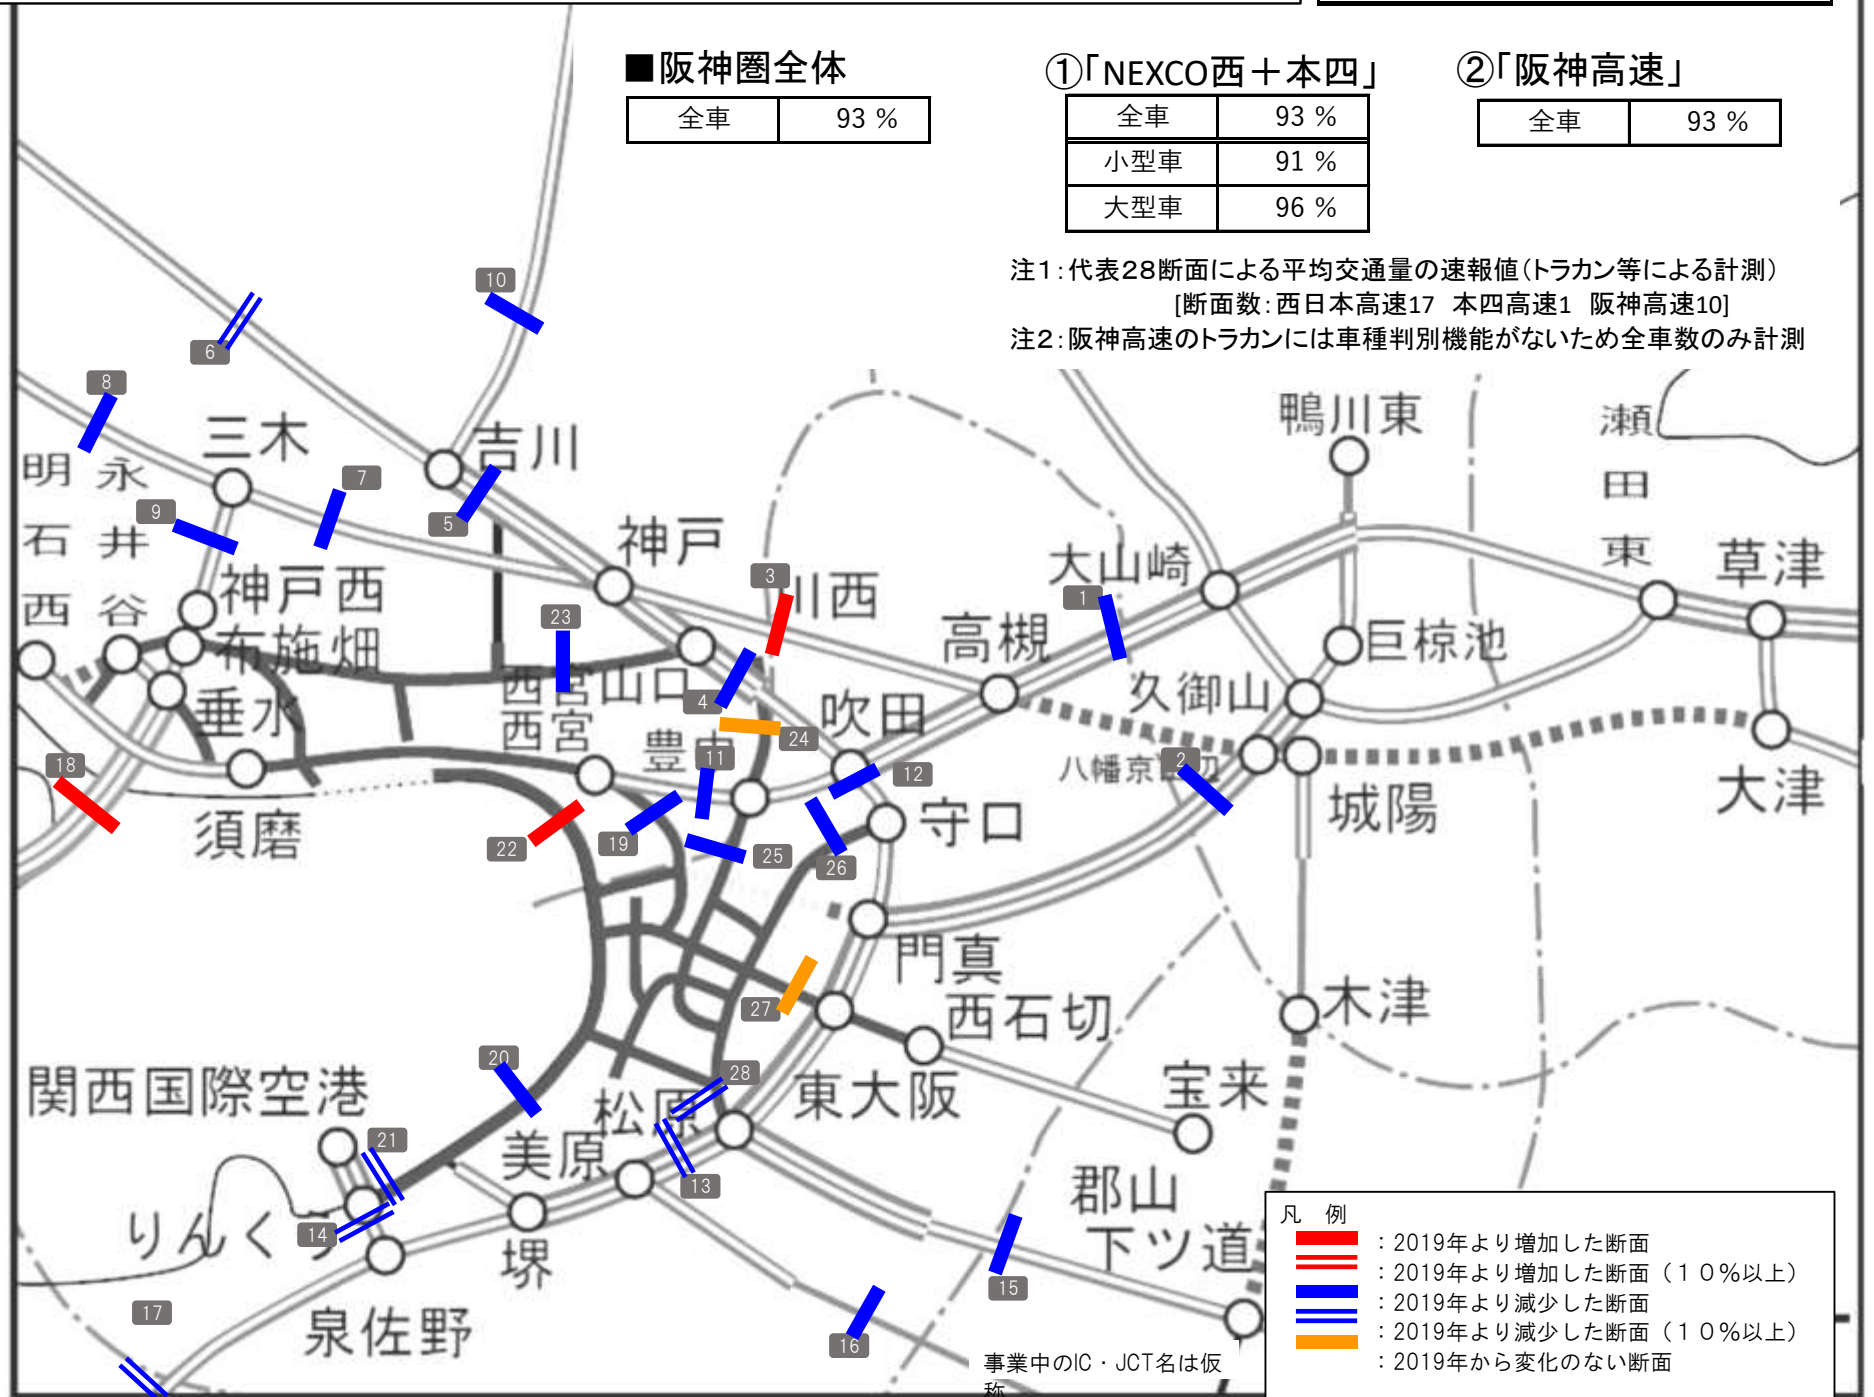 ■阪神圏全体
全車 93 %
①「NEXCO西＋本四」
全車 93 %
小型車 91 %
大型車 96 %
②「阪神高速」
全車 93 %
注1：代表28断面による平均交通量の速報値（トラカン等による計測）
[断面数：西日本高速17 本四高速1 阪神高速10]
注2：阪神高速のトラカンには車種判別機能がないため全車数のみ計測
10
6
8
三木
吉川
7
明石西
永井谷
9
5
神戸
神戸西
布施畑
23
3
川西
大山崎
1
鴨川東
瀬田東
草津
高槻
巨椋池
西宮山口
4
垂水
西宮
24
吹田
久御山
豊中
11
12
八幡京田辺
2
18
城陽
大津
須磨
22
19
25
26
守口
門真
27
西石切
木津
20
関西国際空港
松原
28
東大阪
宝来
21
美原
13
郡山
下ツ道
りんくう
14
堺
15
17
泉佐野
16
事業中のIC・JCT名は仮
称
凡 例
：2019年より増加した断面
：2019年より増加した断面（１０％以上）
：2019年より減少した断面
：2019年より減少した断面（１０％以上）
：2019年から変化のない断面